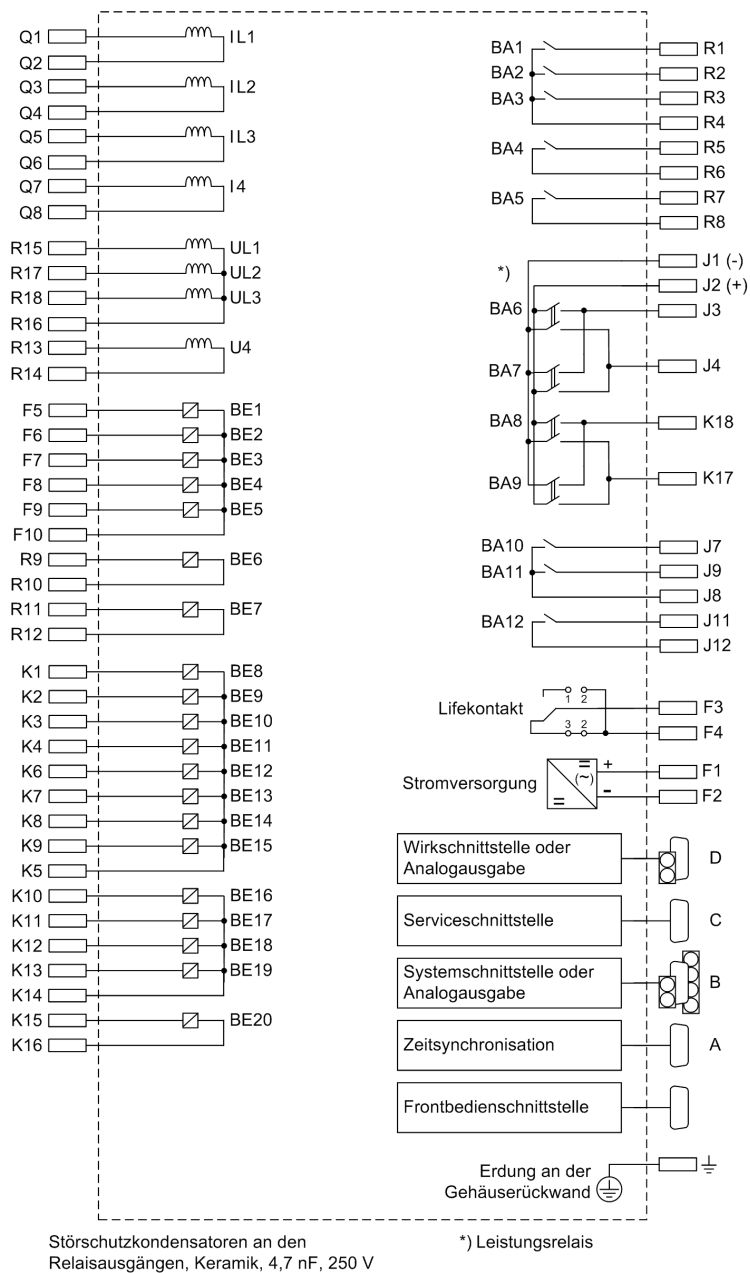 Q1 IL1
Q2
Q3 IL2
Q4
Q5 IL3
Q6
Q7 I4
Q8
R15 UL1
R17 UL2
R18 UL3
R16
R13 U4
R14
F5 BE1
F6 BE2
F7 BE3
F8 BE4
F9 BE5
F10
R9 BE6
R10
R11 BE7
R12
K1 BE8
K2 BE9
K3 BE10
K4 BE11
K6 BE12
K7 BE13
K8 BE14
K9 BE15
K5
K10 BE16
K11 BE17
K12 BE18
K13 BE19
K14
K15 BE20
K16
BA1 R1
BA2 R2
BA3 R3
R4
BA4 R5
R6
BA5 R7
R8
J1 (-)
*)
J2 (+)
BA6 J3
BA7 J4
BA8 K18
BA9 K17
BA10 J7
BA11 J9
J8
BA12 J11
J12
1 2
Lifekontakt F3
3 2 F4
= + F1
Stromversorgung (~)
= - F2
Wirkschnittstelle oder
Analogausgabe D
Serviceschnittstelle C
Systemschnittstelle oder
Analogausgabe B
Zeitsynchronisation A
Frontbedienschnittstelle
Erdung an der
Gehäuserückwand
Störschutzkondensatoren an den
Relaisausgängen, Keramik, 4,7 nF, 250 V
*) Leistungsrelais